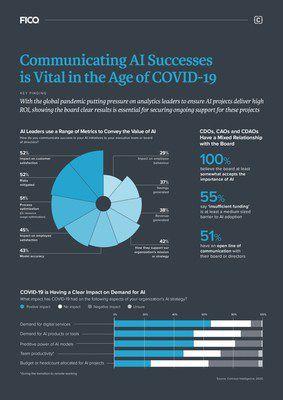 FICO
C
Communicating AI Successes
is Vital in the Age of COVID-19
KEY FINDING
With the global pandemic putting pressure on analytics leaders to ensure AI projects deliver high
ROI, showing the board clear results is essential for securing ongoing support for these projects
AI Leaders use a Range of Metrics to Convey the Value of AI
How do you communicate success in your AI initiatives to your executive team or board
of directors?
52%
Impact on customer
satisfaction
52%
Risks
mitigated
51%
Process
optimization
45%
Impact on employee
satisfaction
43%
Model accuracy
29%
Impact on employee
behaviour
37%
Savings
generated
38%
Revenue
generated
42%
How they support our
organization's mission
or strategy
CDOs, CAOs and CDAOs
Have a Mixed Relationship
with the Board
100%
believe the board at least
somewhat accepts the
importance of AI
55%
say 'insufficient funding'
is at least a medium sized
barrier to AI adoption
51%
have an open line of
communication with
their board or directors
COVID-19 is Having a Clear Impact on Demand for AI
What impact has COVID-19 had on the following aspects of your organization's AI strategy?
Positive impact
No impact
Negative impact
Unsure
0%
20%
40%
60%
80%
100%
Demand for digital services
Demand for AI products or tools
Predictive power of AI models
Team productivity*
Budget or headcount allocated for AI projects
*during the transition to remote working
Source: Corinium Intelligence, 2020